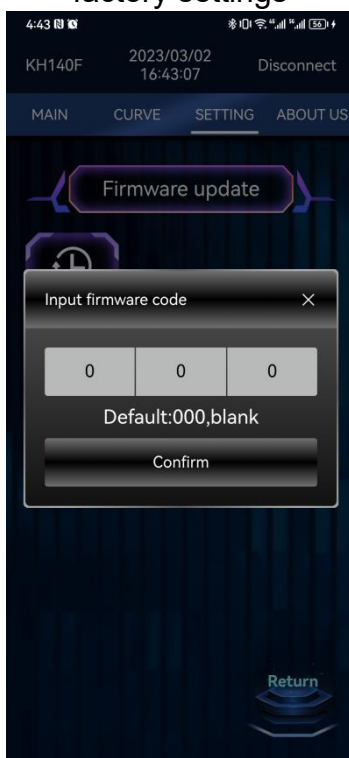 factory settings
4:43
56
KH140F
2023/03/02
16:43:07
Disconnect
MAIN CURVE SETTING ABOUT US
Firmware update
Input firmware code ×
0 0 0
Default:000,blank
Confirm
Return